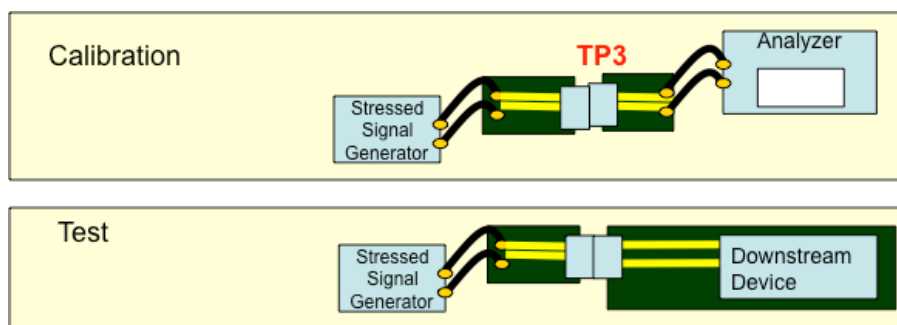 Calibration
TP3
Analyzer
Stressed
Signal
Generator
Test
Stressed
Signal
Generator
Downstream
Device